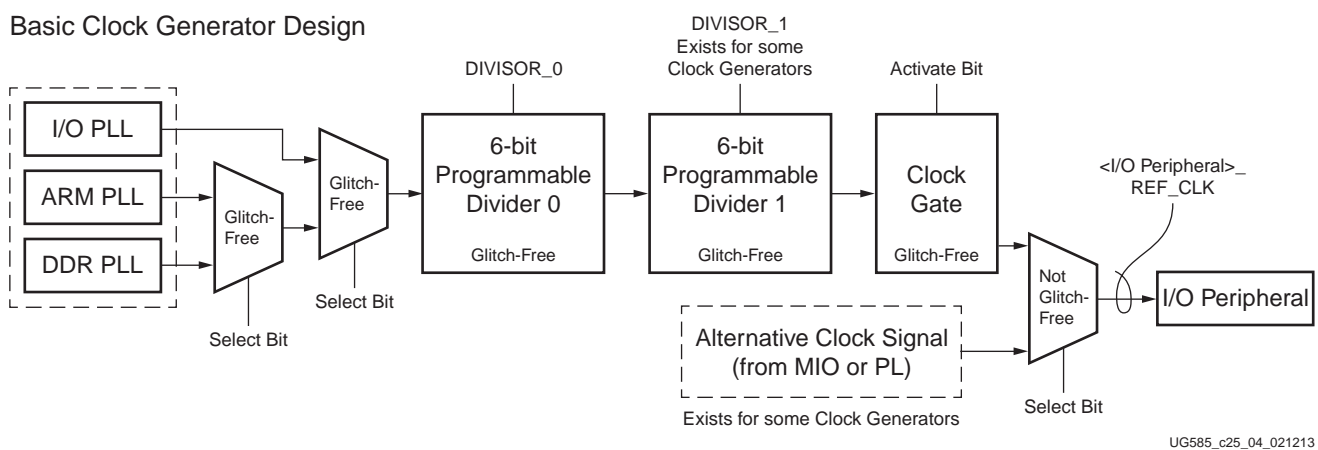 Basic Clock Generator Design
DIVISOR_1
Exists for some
Clock Generators
DIVISOR_0
Activate Bit
I/O PLL
ARM PLL
DDR PLL
Glitch-
Free
Select Bit
Glitch-
Free
Select Bit
6-bit
Programmable
Divider 0
Glitch-Free
6-bit
Programmable
Divider 1
Glitch-Free
Clock
Gate
Glitch-Free
<I/O Peripheral>_
REF_CLK
Not
Glitch-
Free
Select Bit
I/O Peripheral
Alternative Clock Signal
(from MIO or PL)
Exists for some Clock Generators
UG585_c25_04_021213